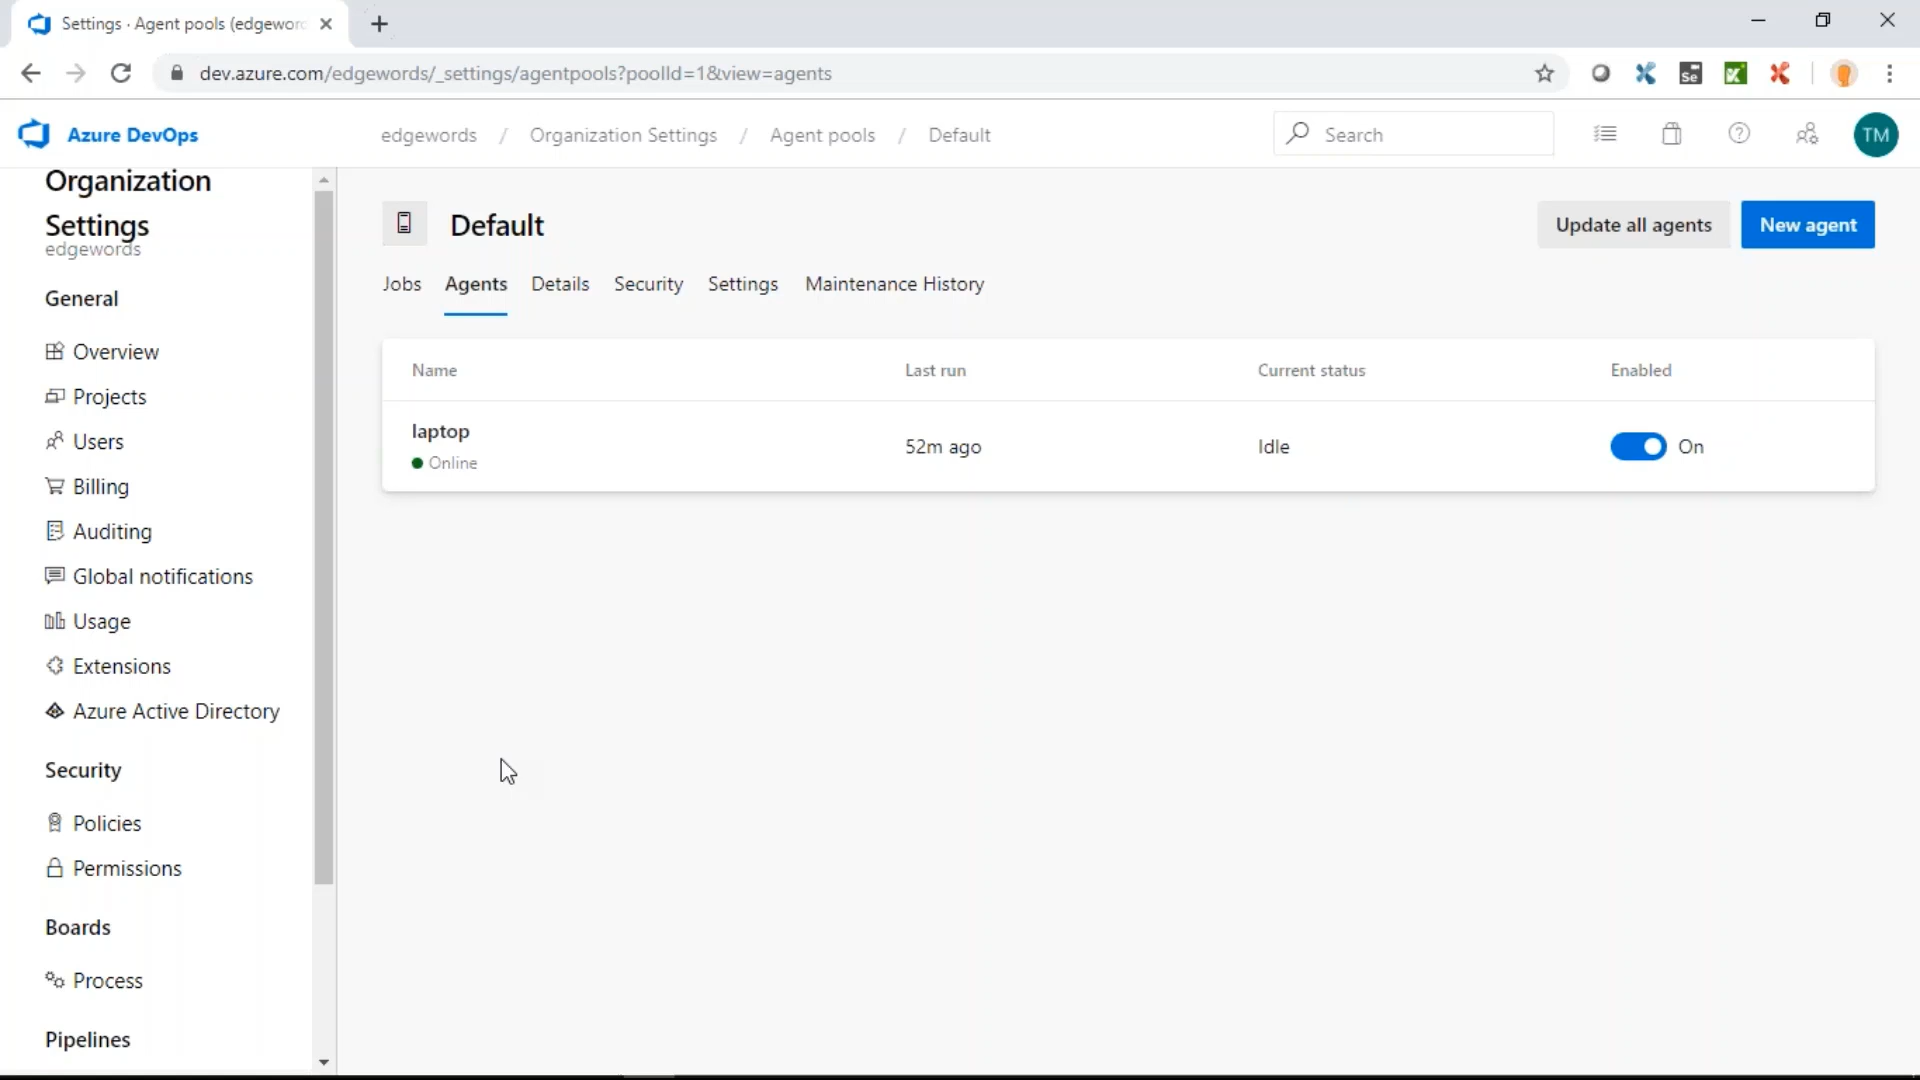 Settings · Agent pools (edgeword
dev.azure.com/edgewords/_settings/agentpools?poolId=1&view=agents
Azure DevOps
edgewords / Organization Settings / Agent pools / Default
Search
TM
Organization
Settings
edgewords
General
Overview
Projects
Users
Billing
Auditing
Global notifications
Usage
Extensions
Azure Active Directory
Security
Policies
Permissions
Boards
Process
Pipelines
Default
Update all agents
New agent
Jobs Agents Details Security Settings Maintenance History
Name Last run Current status Enabled
laptop
Online
52m ago
Idle
On
Se